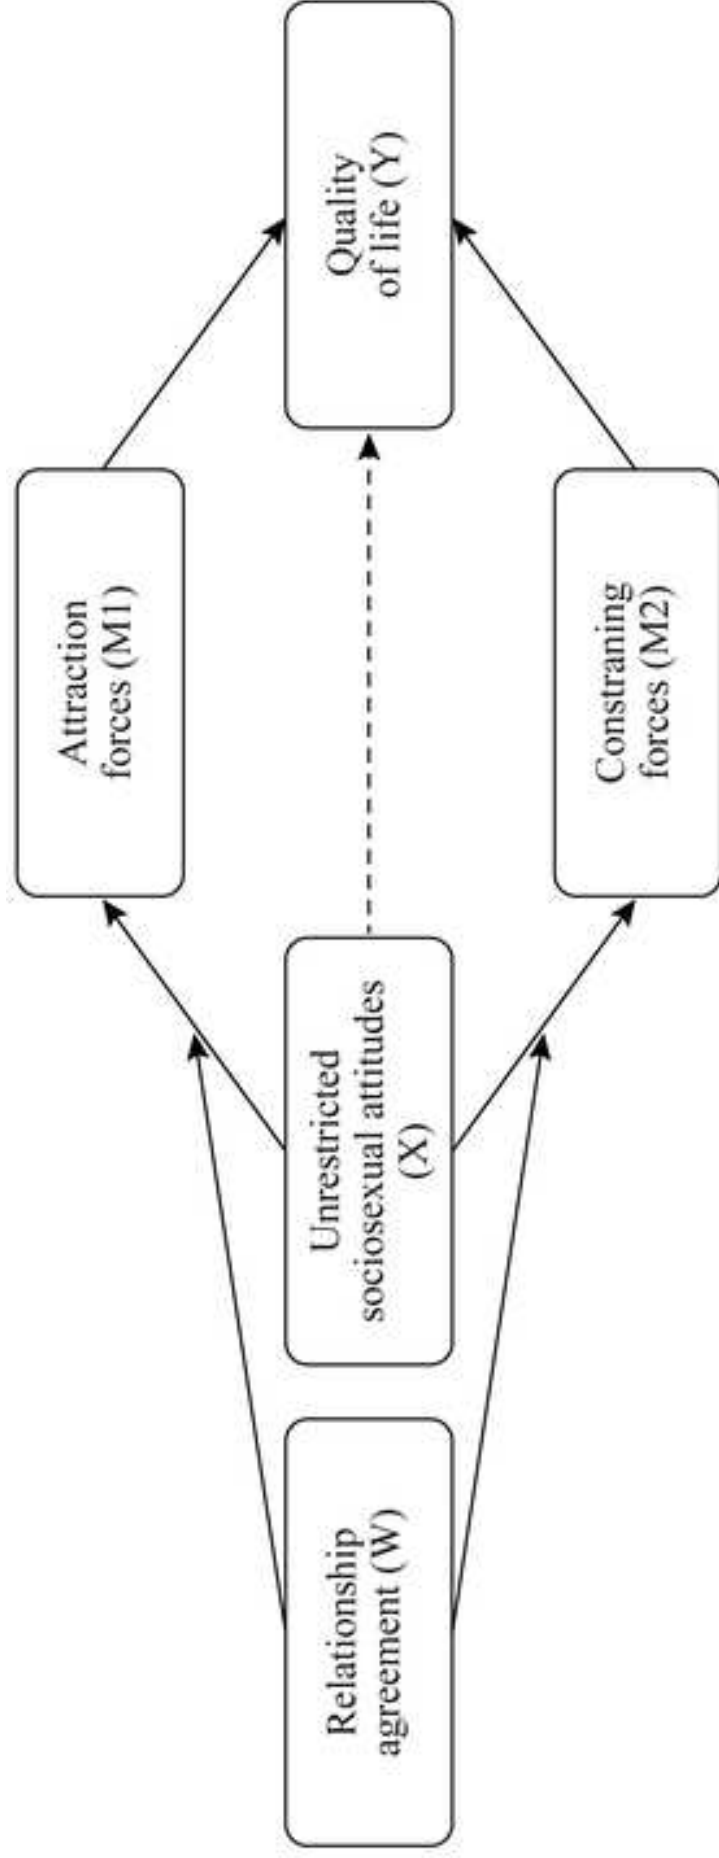 Relationship
agreement (W)
Unrestricted
sociosexual attitudes
(X)
Attraction
forces (M1)
Constraning
forces (M2)
Quality
of life (Y)